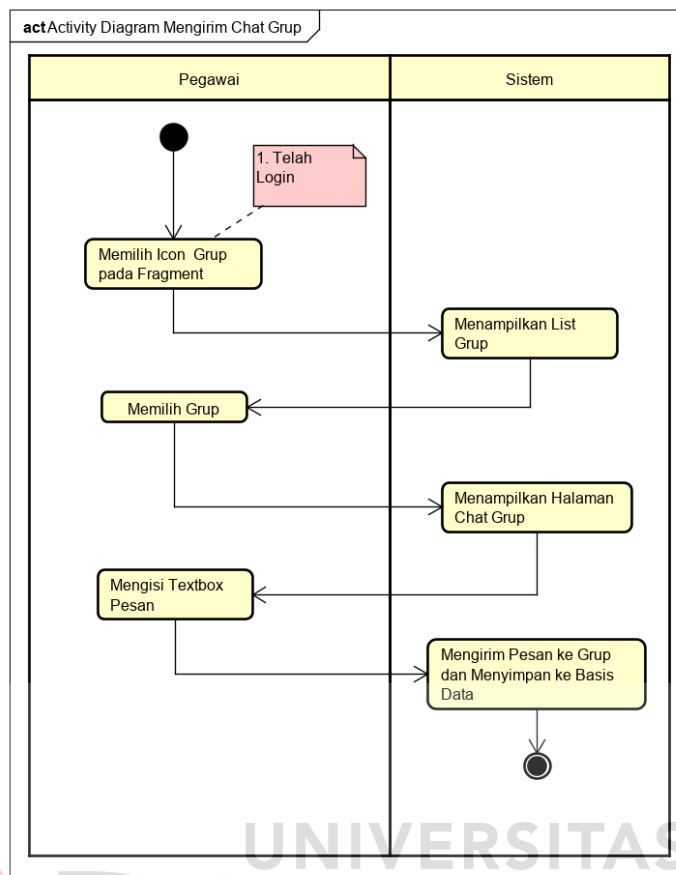 act Activity Diagram Mengirim Chat Grup
Pegawai
Sistem
1. Telah
Login
Memilih Icon Grup
pada Fragment
Menampilkan List
Grup
Memilih Grup
Menampilkan Halaman
Chat Grup
Mengisi Textbox
Pesan
Mengirim Pesan ke Grup
dan Menyimpan ke Basis
Data
UNIVERSITAS